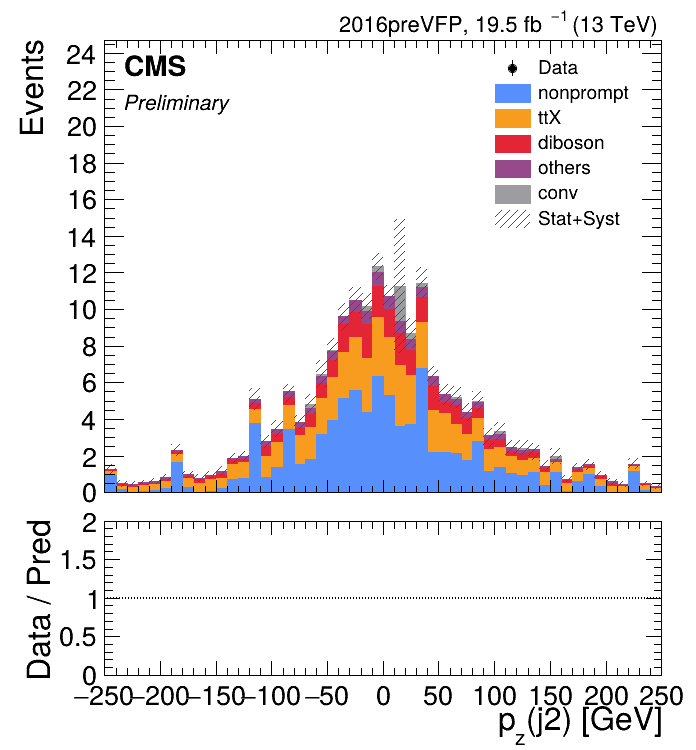 2016preVFP, 19.5 fb⁻¹ (13 TeV)
CMS
Preliminary
Events
24
22
20
18
16
14
12
10
8
6
4
2
0
Data
nonprompt
ttX
diboson
others
conv
Stat+Syst
Data / Pred
2
1.5
1
0.5
0
−250 −200 −150 −100 −50 0 50 100 150 200 250
p_z(j2) [GeV]